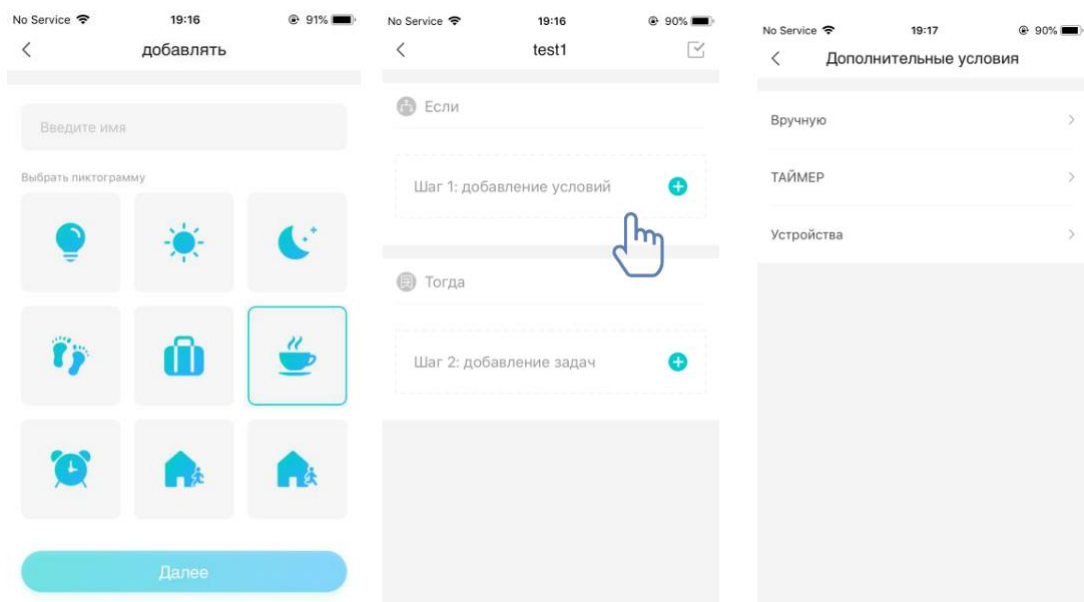 No Service 19:16 91%
добавлять
Введите имя
Выбрать пиктограмму
Далее
No Service 19:16 90%
test1
Если
Шаг 1: добавление условий
Тогда
Шаг 2: добавление задач
No Service 19:17 90%
Дополнительные условия
Вручную
ТАЙМЕР
Устройства